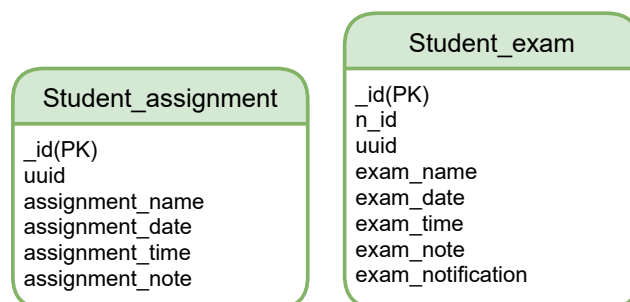 Student_assignment
_id(PK)
uuid
assignment_name
assignment_date
assignment_time
assignment_note
Student_exam
_id(PK)
n_id
uuid
exam_name
exam_date
exam_time
exam_note
exam_notification